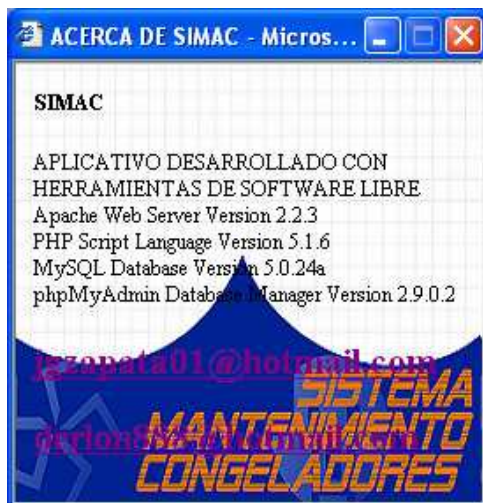 ACERCA DE SIMAC - Micros...
SIMAC
APLICATIVO DESARROLLADO CON
HERRAMIENTAS DE SOFTWARE LIBRE
Apache Web Server Version 2.2.3
PHP Script Language Version 5.1.6
MySQL Database Version 5.0.24a
phpMyAdmin Database Manager Version 2.9.0.2
jgzapata01@hotmail.com
SISTEMA
MANTENIMIENTO
CONGELADORES